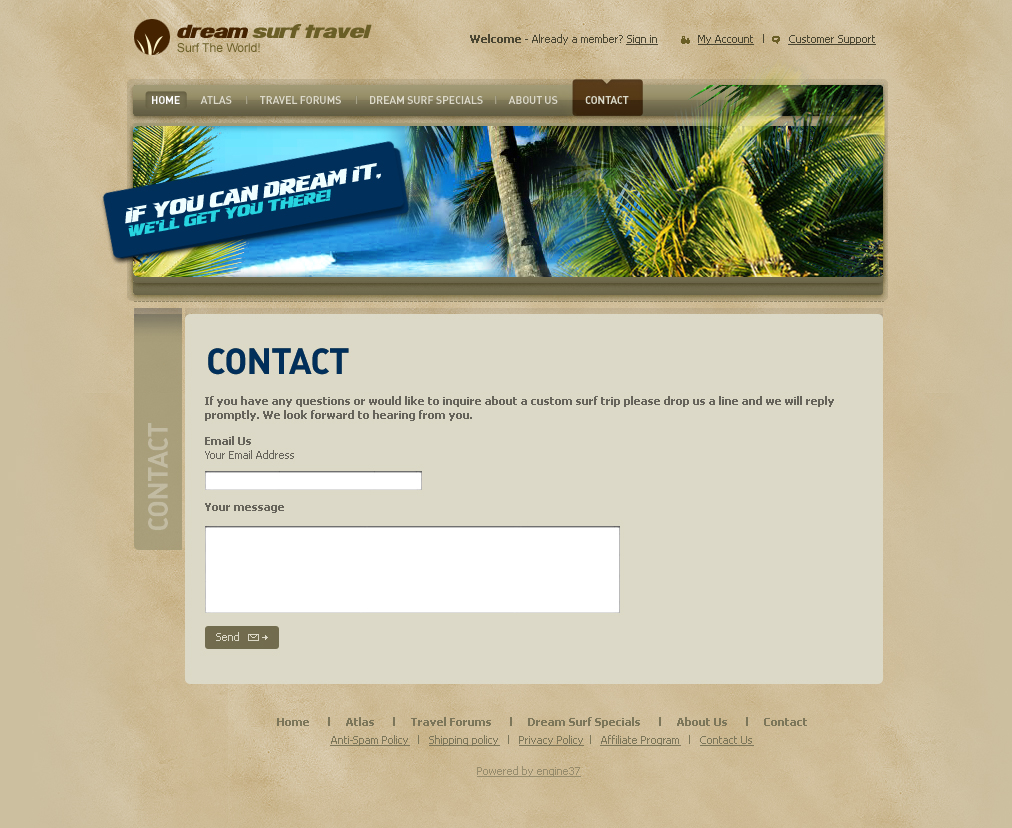 dream surf travel
Surf The World!
Welcome - Already a member? Sign in
My Account | Customer Support
HOME ATLAS | TRAVEL FORUMS | DREAM SURF SPECIALS | ABOUT US CONTACT
IF YOU CAN DREAM IT.
WE'LL GET YOU THERE!
CONTACT
CONTACT
If you have any questions or would like to inquire about a custom surf trip please drop us a line and we will reply
promptly. We look forward to hearing from you.
Email Us
Your Email Address
Your message
Send
Home | Atlas | Travel Forums | Dream Surf Specials | About Us | Contact
Anti-Spam Policy | Shipping policy | Privacy Policy | Affiliate Program | Contact Us
Powered by engine37